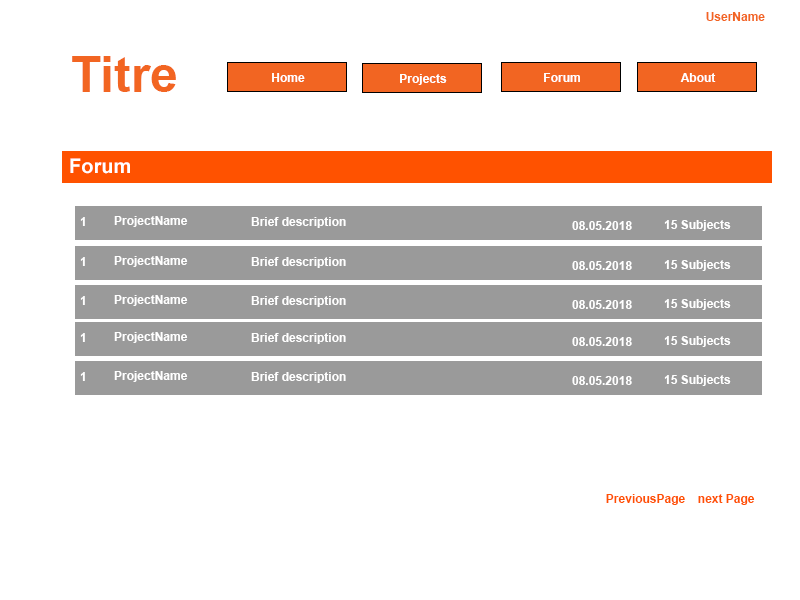 UserName
Titre
Home Projects Forum About
Forum
1 ProjectName Brief description 08.05.2018 15 Subjects
1 ProjectName Brief description 08.05.2018 15 Subjects
1 ProjectName Brief description 08.05.2018 15 Subjects
1 ProjectName Brief description 08.05.2018 15 Subjects
1 ProjectName Brief description 08.05.2018 15 Subjects
PreviousPage next Page